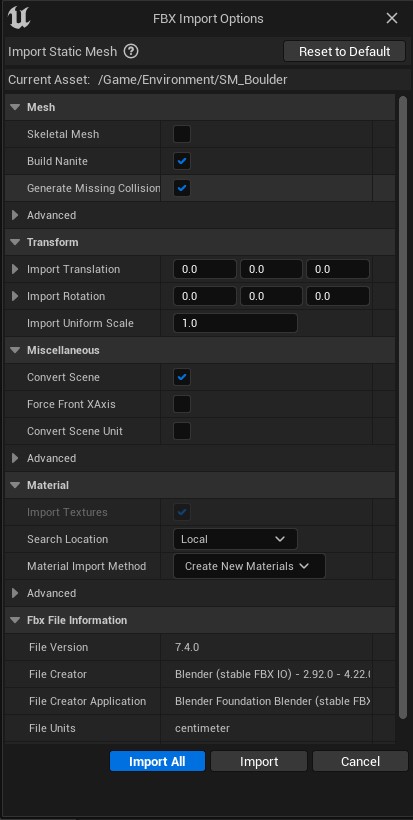 FBX Import Options
Import Static Mesh ? Reset to Default
Current Asset: /Game/Environment/SM_Boulder
Mesh
Skeletal Mesh
Build Nanite
Generate Missing Collision
Advanced
Transform
Import Translation 0.0 0.0 0.0
Import Rotation 0.0 0.0 0.0
Import Uniform Scale 1.0
Miscellaneous
Convert Scene
Force Front XAxis
Convert Scene Unit
Advanced
Material
Import Textures
Search Location Local
Material Import Method Create New Materials
Advanced
Fbx File Information
File Version 7.4.0
File Creator Blender (stable FBX IO) - 2.92.0 - 4.22.0
File Creator Application Blender Foundation Blender (stable FBX
File Units centimeter
Import All Import Cancel